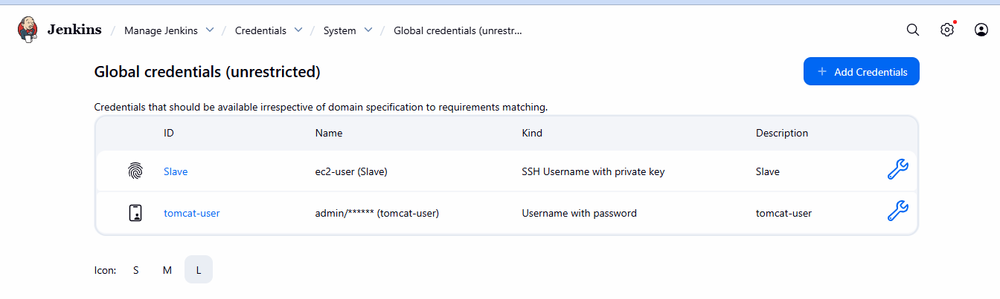 Jenkins / Manage Jenkins / Credentials / System / Global credentials (unrestr...
Global credentials (unrestricted)
+ Add Credentials
Credentials that should be available irrespective of domain specification to requirements matching.
ID Name Kind Description
Slave ec2-user (Slave) SSH Username with private key Slave
tomcat-user admin/****** (tomcat-user) Username with password tomcat-user
Icon: S M L